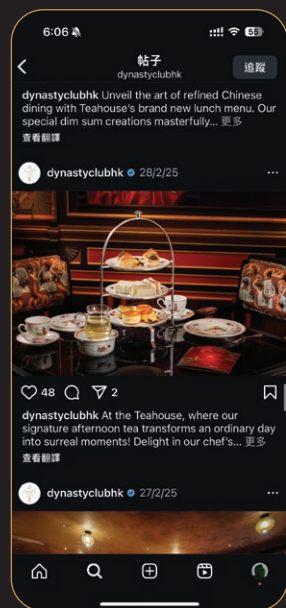 6:06
55
帖子
dynastyclubhk
追蹤
dynastyclubhk Unveil the art of refined Chinese
dining with Teahouse's brand new lunch menu. Our
special dim sum creations masterfully... 更多
查看翻譯
dynastyclubhk 28/2/25
48
2
dynastyclubhk At the Teahouse, where our
signature afternoon tea transforms an ordinary day
into surreal moments! Delight in our chef's... 更多
查看翻譯
dynastyclubhk 27/2/25